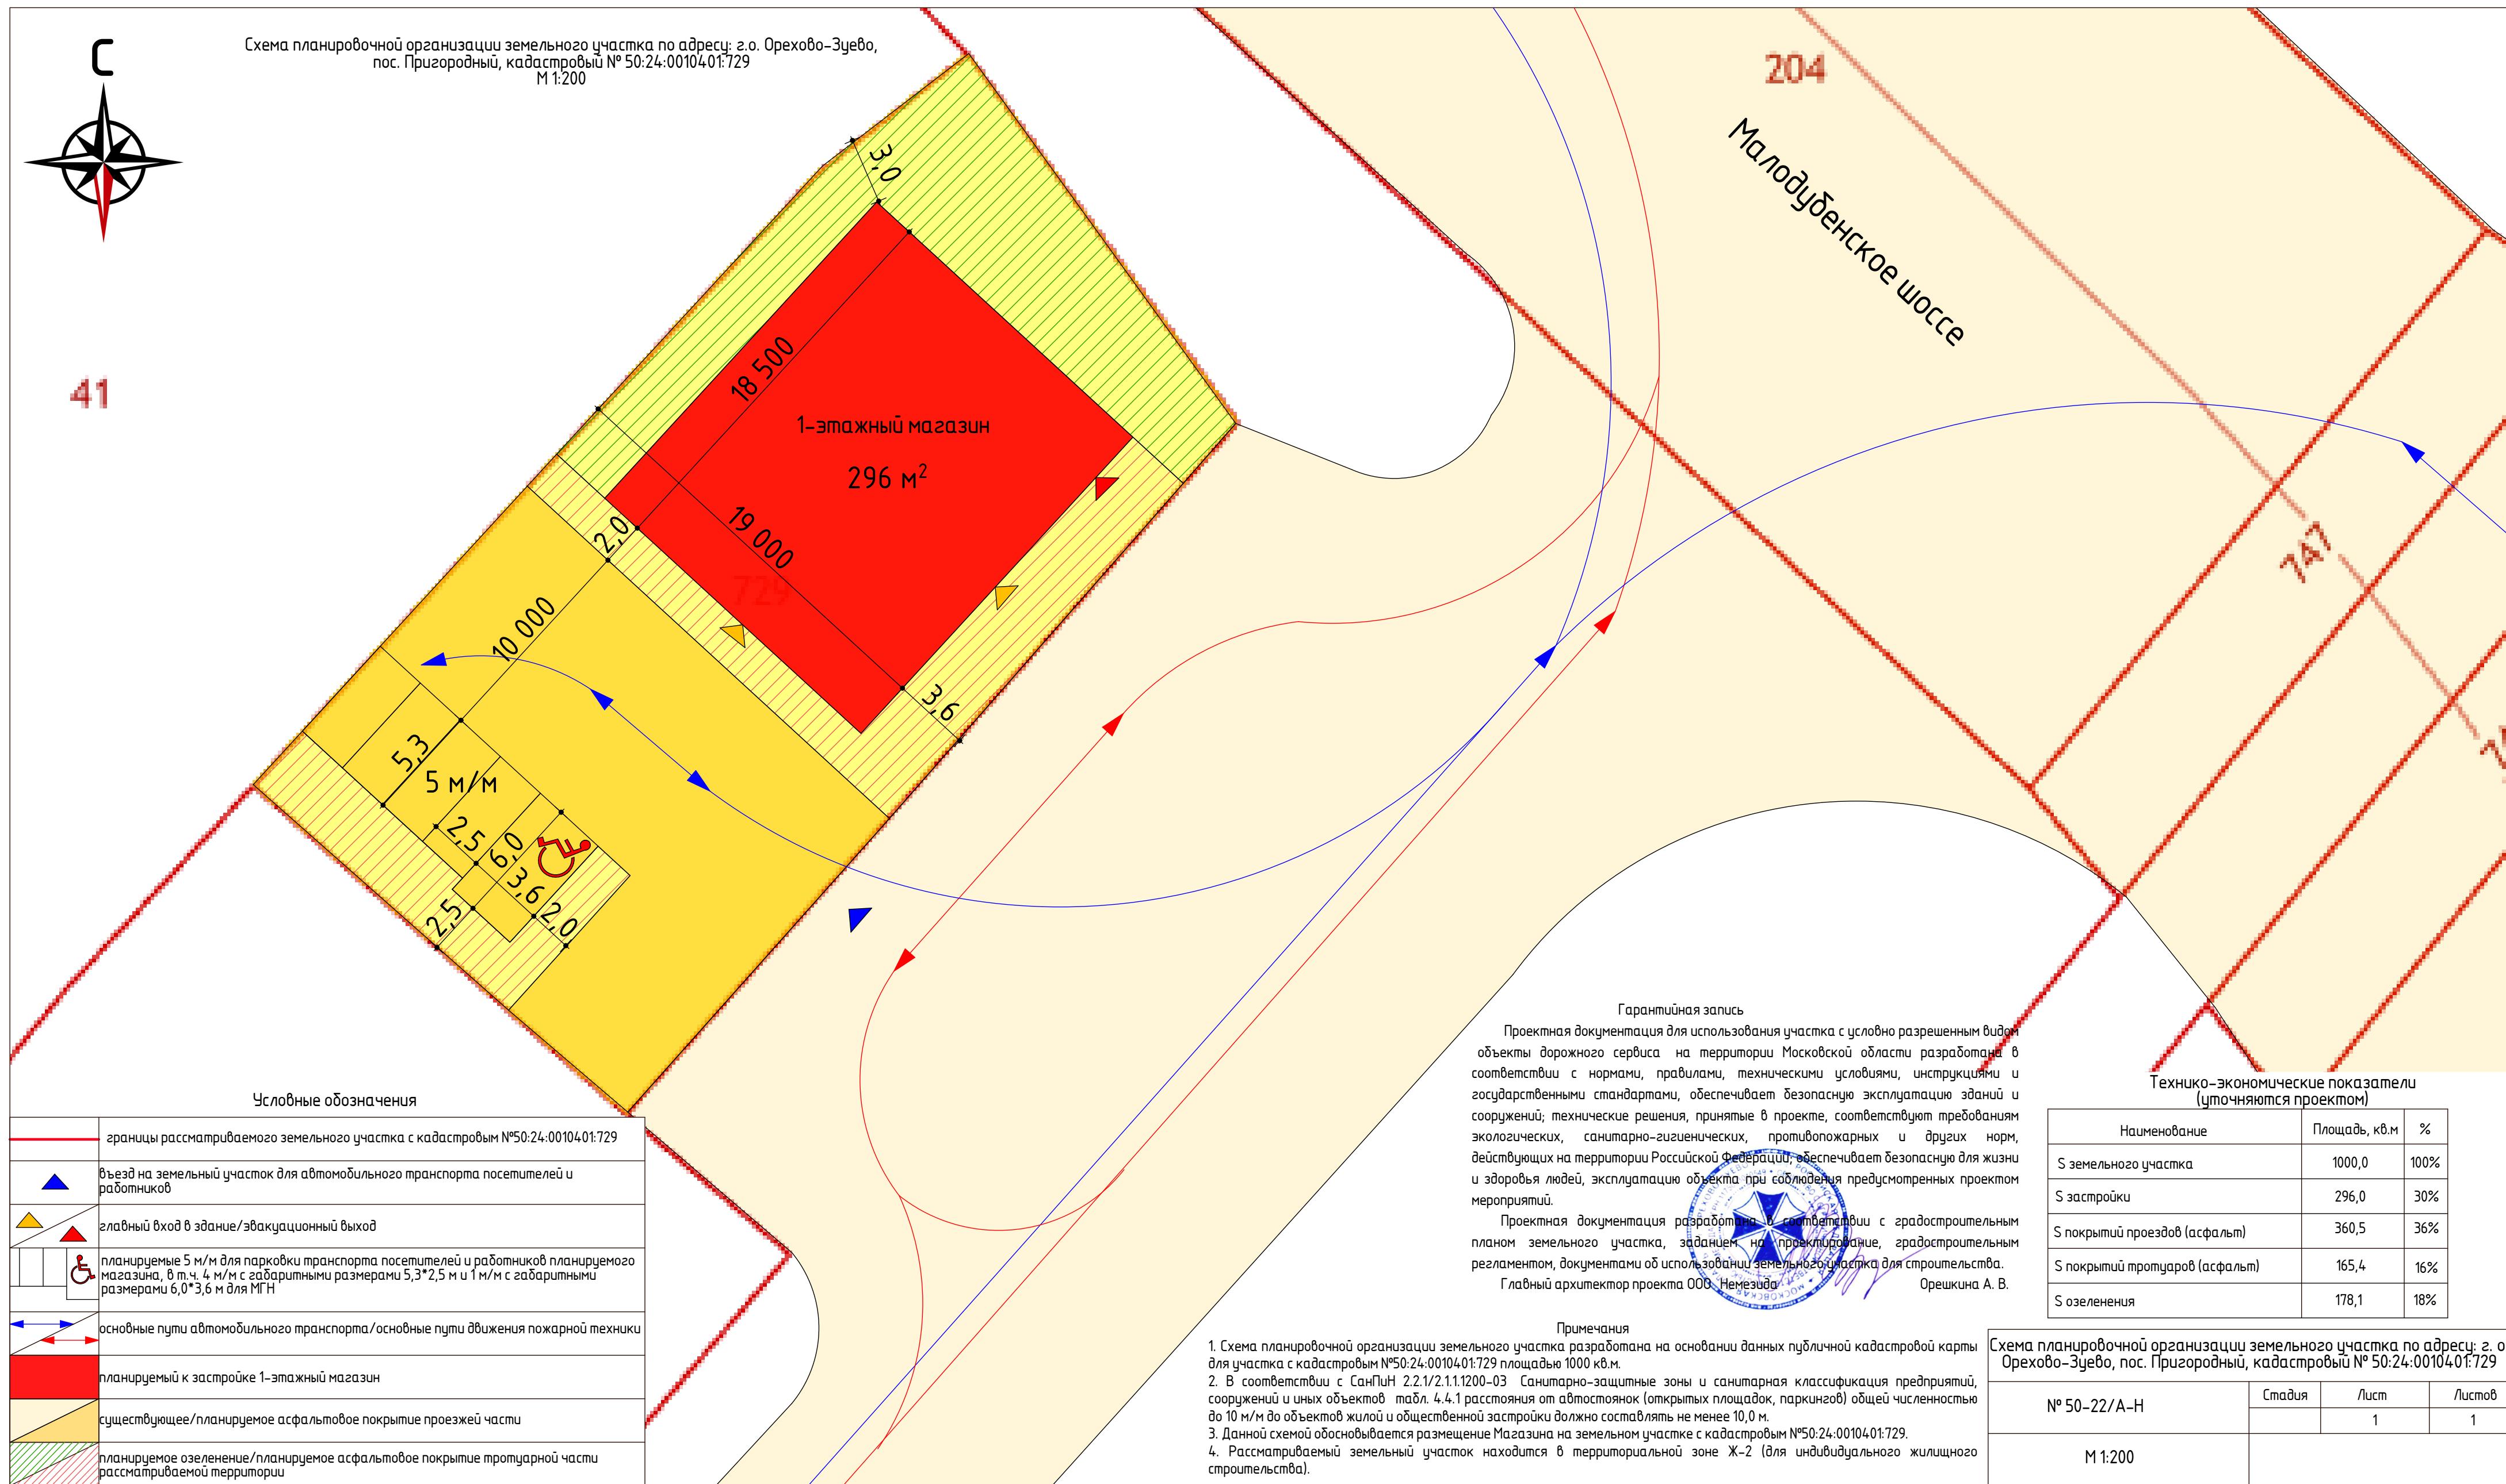 С
Схема планировочной организации земельного участка по адресу: г.о. Орехово-Зуево,
пос. Пригородный, кадастровый № 50:24:0010401:729
М 1:200
204
Малодубенское шоссе
41
3,0
18 500
1-этажный магазин
296 м²
19 000
2,0
729
747
10 000
3,6
5,3
5 м/м
2,5
6,0
3,6
2,0
2,5
Гарантийная запись
Проектная документация для использования участка с условно разрешенным видом
объекты дорожного сервиса на территории Московской области разработана в
соответствии с нормами, правилами, техническими условиями, инструкциями и
государственными стандартами, обеспечивает безопасную эксплуатацию зданий и
сооружений; технические решения, принятые в проекте, соответствуют требованиям
экологических, санитарно-гигиенических, противопожарных и других норм,
действующих на территории Российской Федерации; обеспечивает безопасную для жизни
и здоровья людей, эксплуатацию объекта при соблюдения предусмотренных проектом
мероприятий.
Проектная документация разработана в соответствии с градостроительным
планом земельного участка, заданием на проектирование, градостроительным
регламентом, документами об использовании земельного участка для строительства.
Главный архитектор проекта ООО Немезида Орешкина А. В.
Технико-экономические показатели
(уточняются проектом)
Наименование Площадь, кв.м %
S земельного участка 1000,0 100%
S застройки 296,0 30%
S покрытий проездов (асфальт) 360,5 36%
S покрытий тротуаров (асфальт) 165,4 16%
S озеленения 178,1 18%
Условные обозначения
границы рассматриваемого земельного участка с кадастровым №50:24:0010401:729
въезд на земельный участок для автомобильного транспорта посетителей и
работников
главный вход в здание/эвакуационный выход
планируемые 5 м/м для парковки транспорта посетителей и работников планируемого
магазина, в т.ч. 4 м/м с габаритными размерами 5,3*2,5 м и 1 м/м с габаритными
размерами 6,0*3,6 м для МГН
основные пути автомобильного транспорта/основные пути движения пожарной техники
планируемый к застройке 1-этажный магазин
существующее/планируемое асфальтовое покрытие проезжей части
планируемое озеленение/планируемое асфальтовое покрытие тротуарной части
рассматриваемой территории
Примечания
1. Схема планировочной организации земельного участка разработана на основании данных публичной кадастровой карты
для участка с кадастровым №50:24:0010401:729 площадью 1000 кв.м.
2. В соответствии с СанПиН 2.2.1/2.1.1.1200-03 Санитарно-защитные зоны и санитарная классификация предприятий,
сооружений и иных объектов табл. 4.4.1 расстояния от автостоянок (открытых площадок, паркингов) общей численностью
до 10 м/м до объектов жилой и общественной застройки должно составлять не менее 10,0 м.
3. Данной схемой обосновывается размещение Магазина на земельном участке с кадастровым №50:24:0010401:729.
4. Рассматриваемый земельный участок находится в территориальной зоне Ж-2 (для индивидуального жилищного
строительства).
Схема планировочной организации земельного участка по адресу: г. о
Орехово-Зуево, пос. Пригородный, кадастровый № 50:24:0010401:729
№ 50-22/А-Н Стадия Лист Листов
1 1
М 1:200